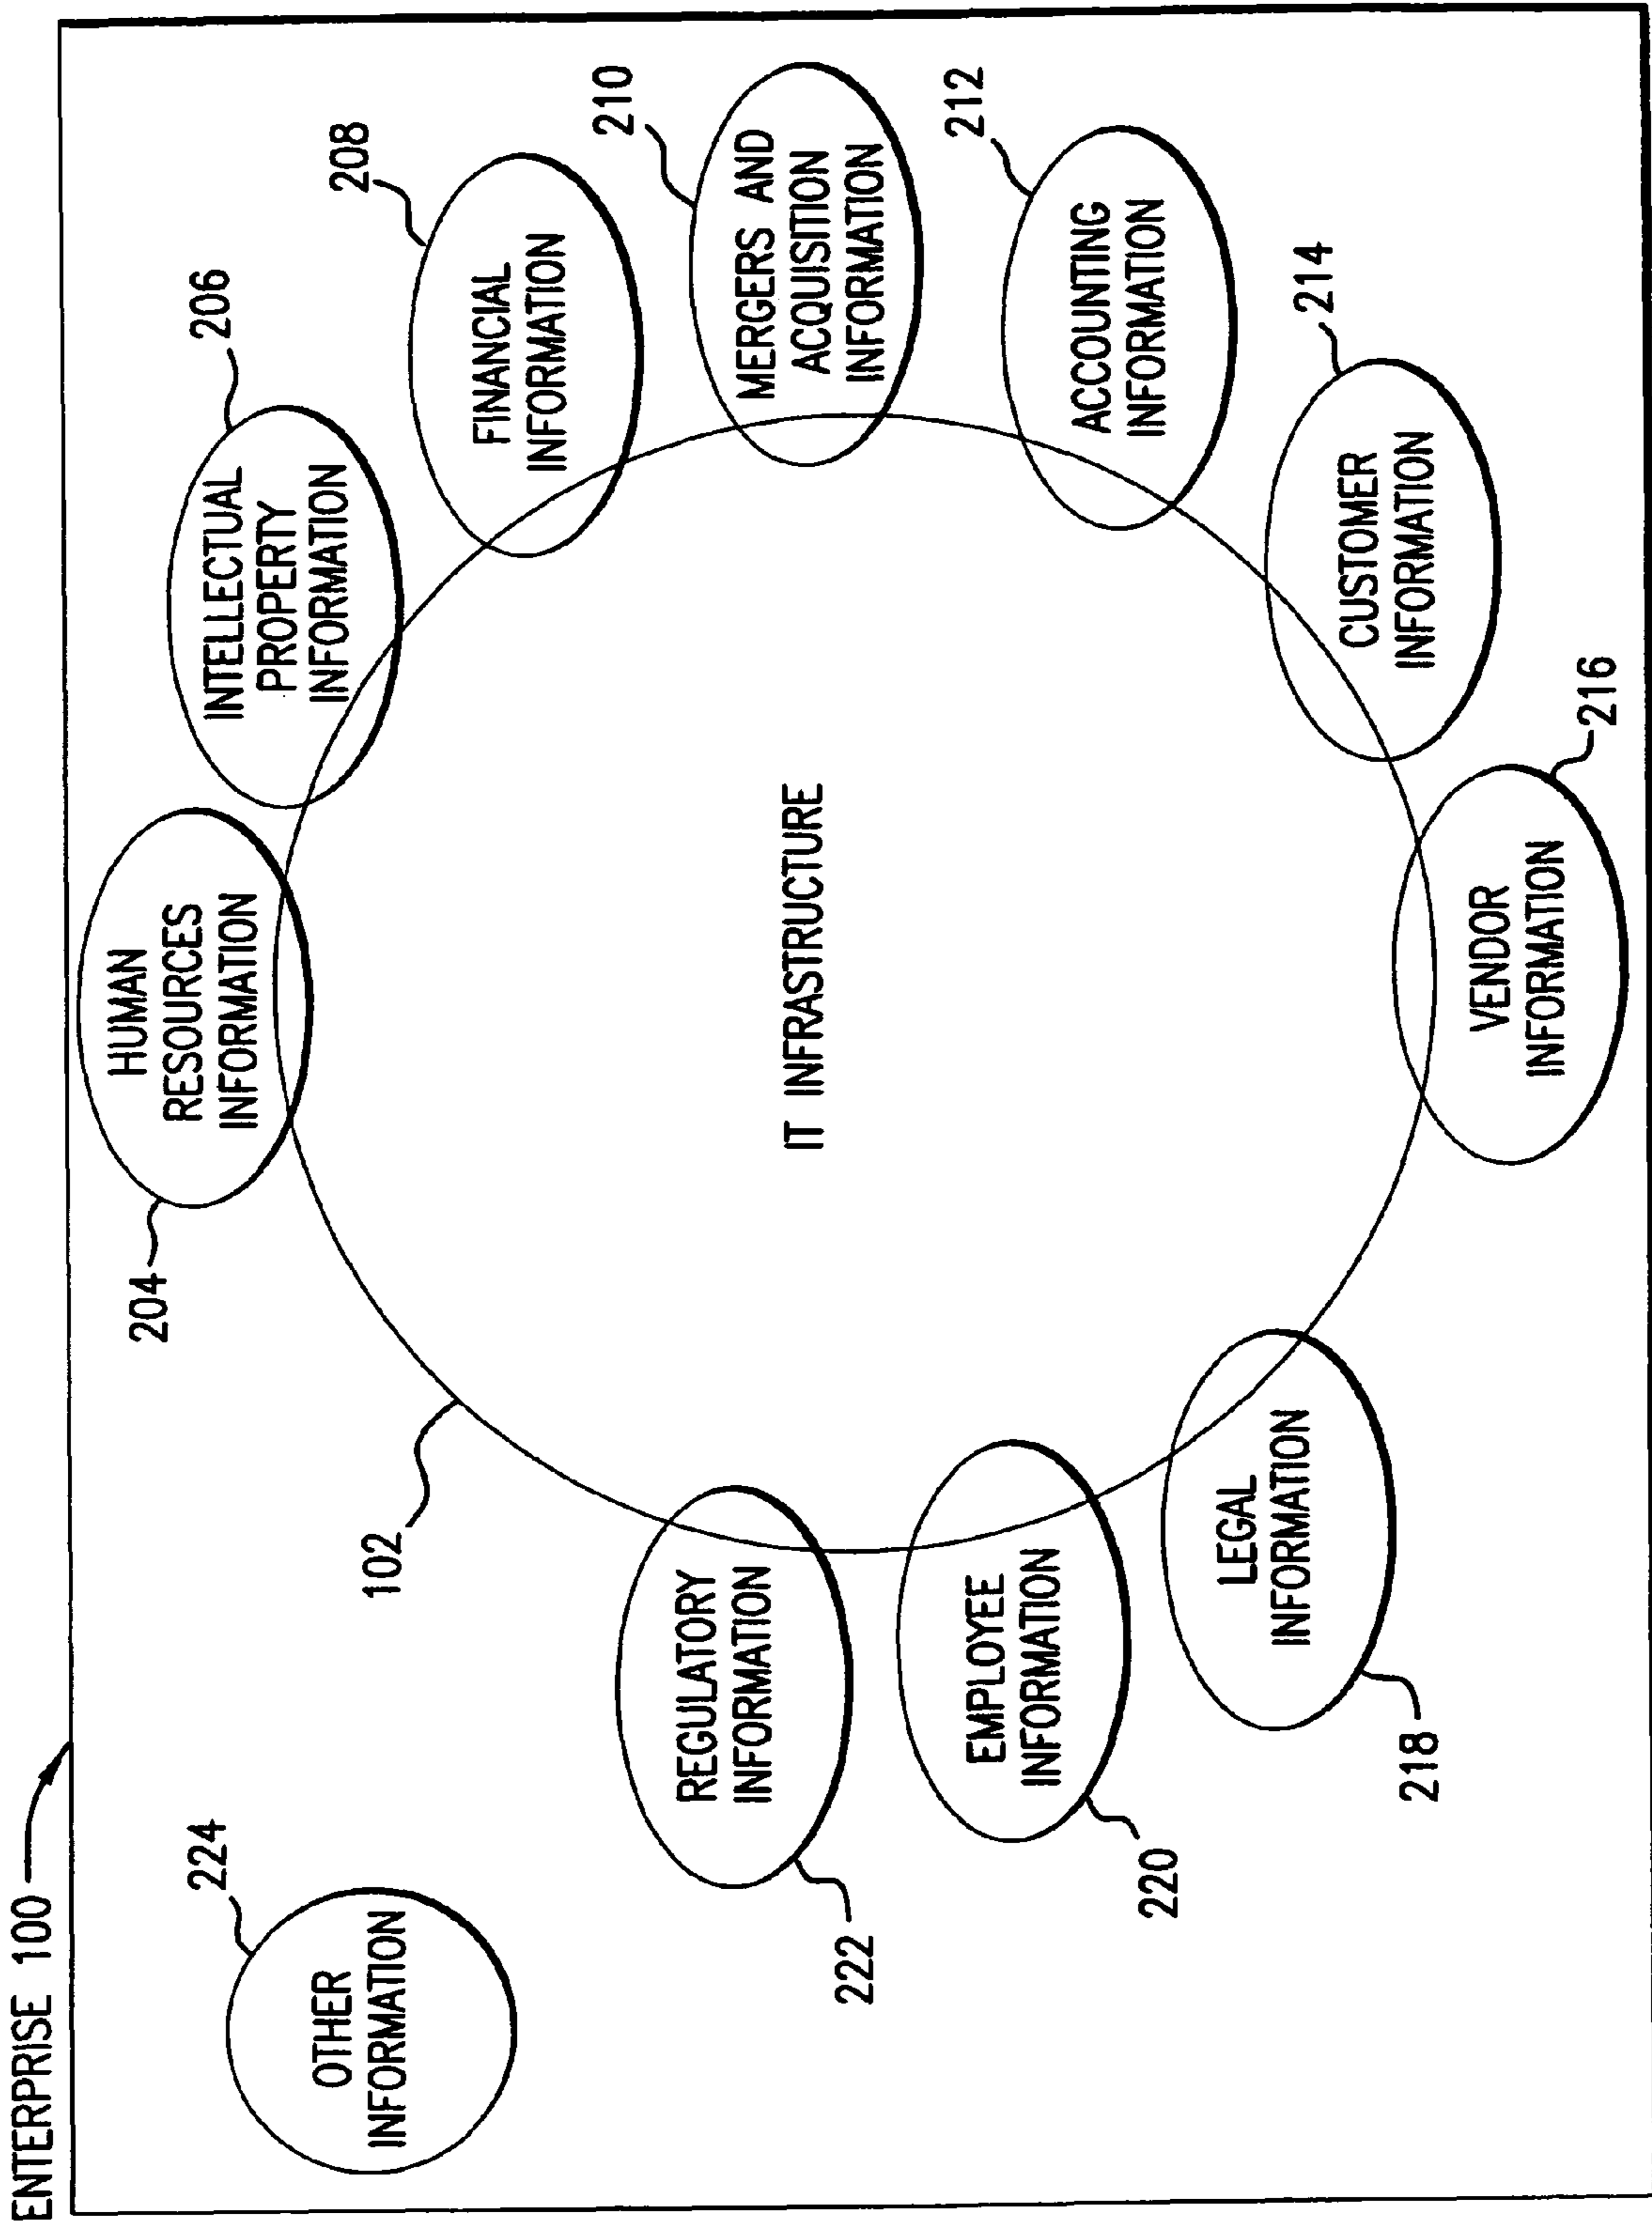 ENTERPRISE 100
224
OTHER
INFORMATION
102
204
HUMAN
RESOURCES
INFORMATION
206
INTELLECTUAL
PROPERTY
INFORMATION
208
FINANCIAL
INFORMATION
210
MERGERS AND
ACQUISITION
INFORMATION
212
ACCOUNTING
INFORMATION
214
CUSTOMER
INFORMATION
216
VENDOR
INFORMATION
218
LEGAL
INFORMATION
220
EMPLOYEE
INFORMATION
222
REGULATORY
INFORMATION
IT INFRASTRUCTURE